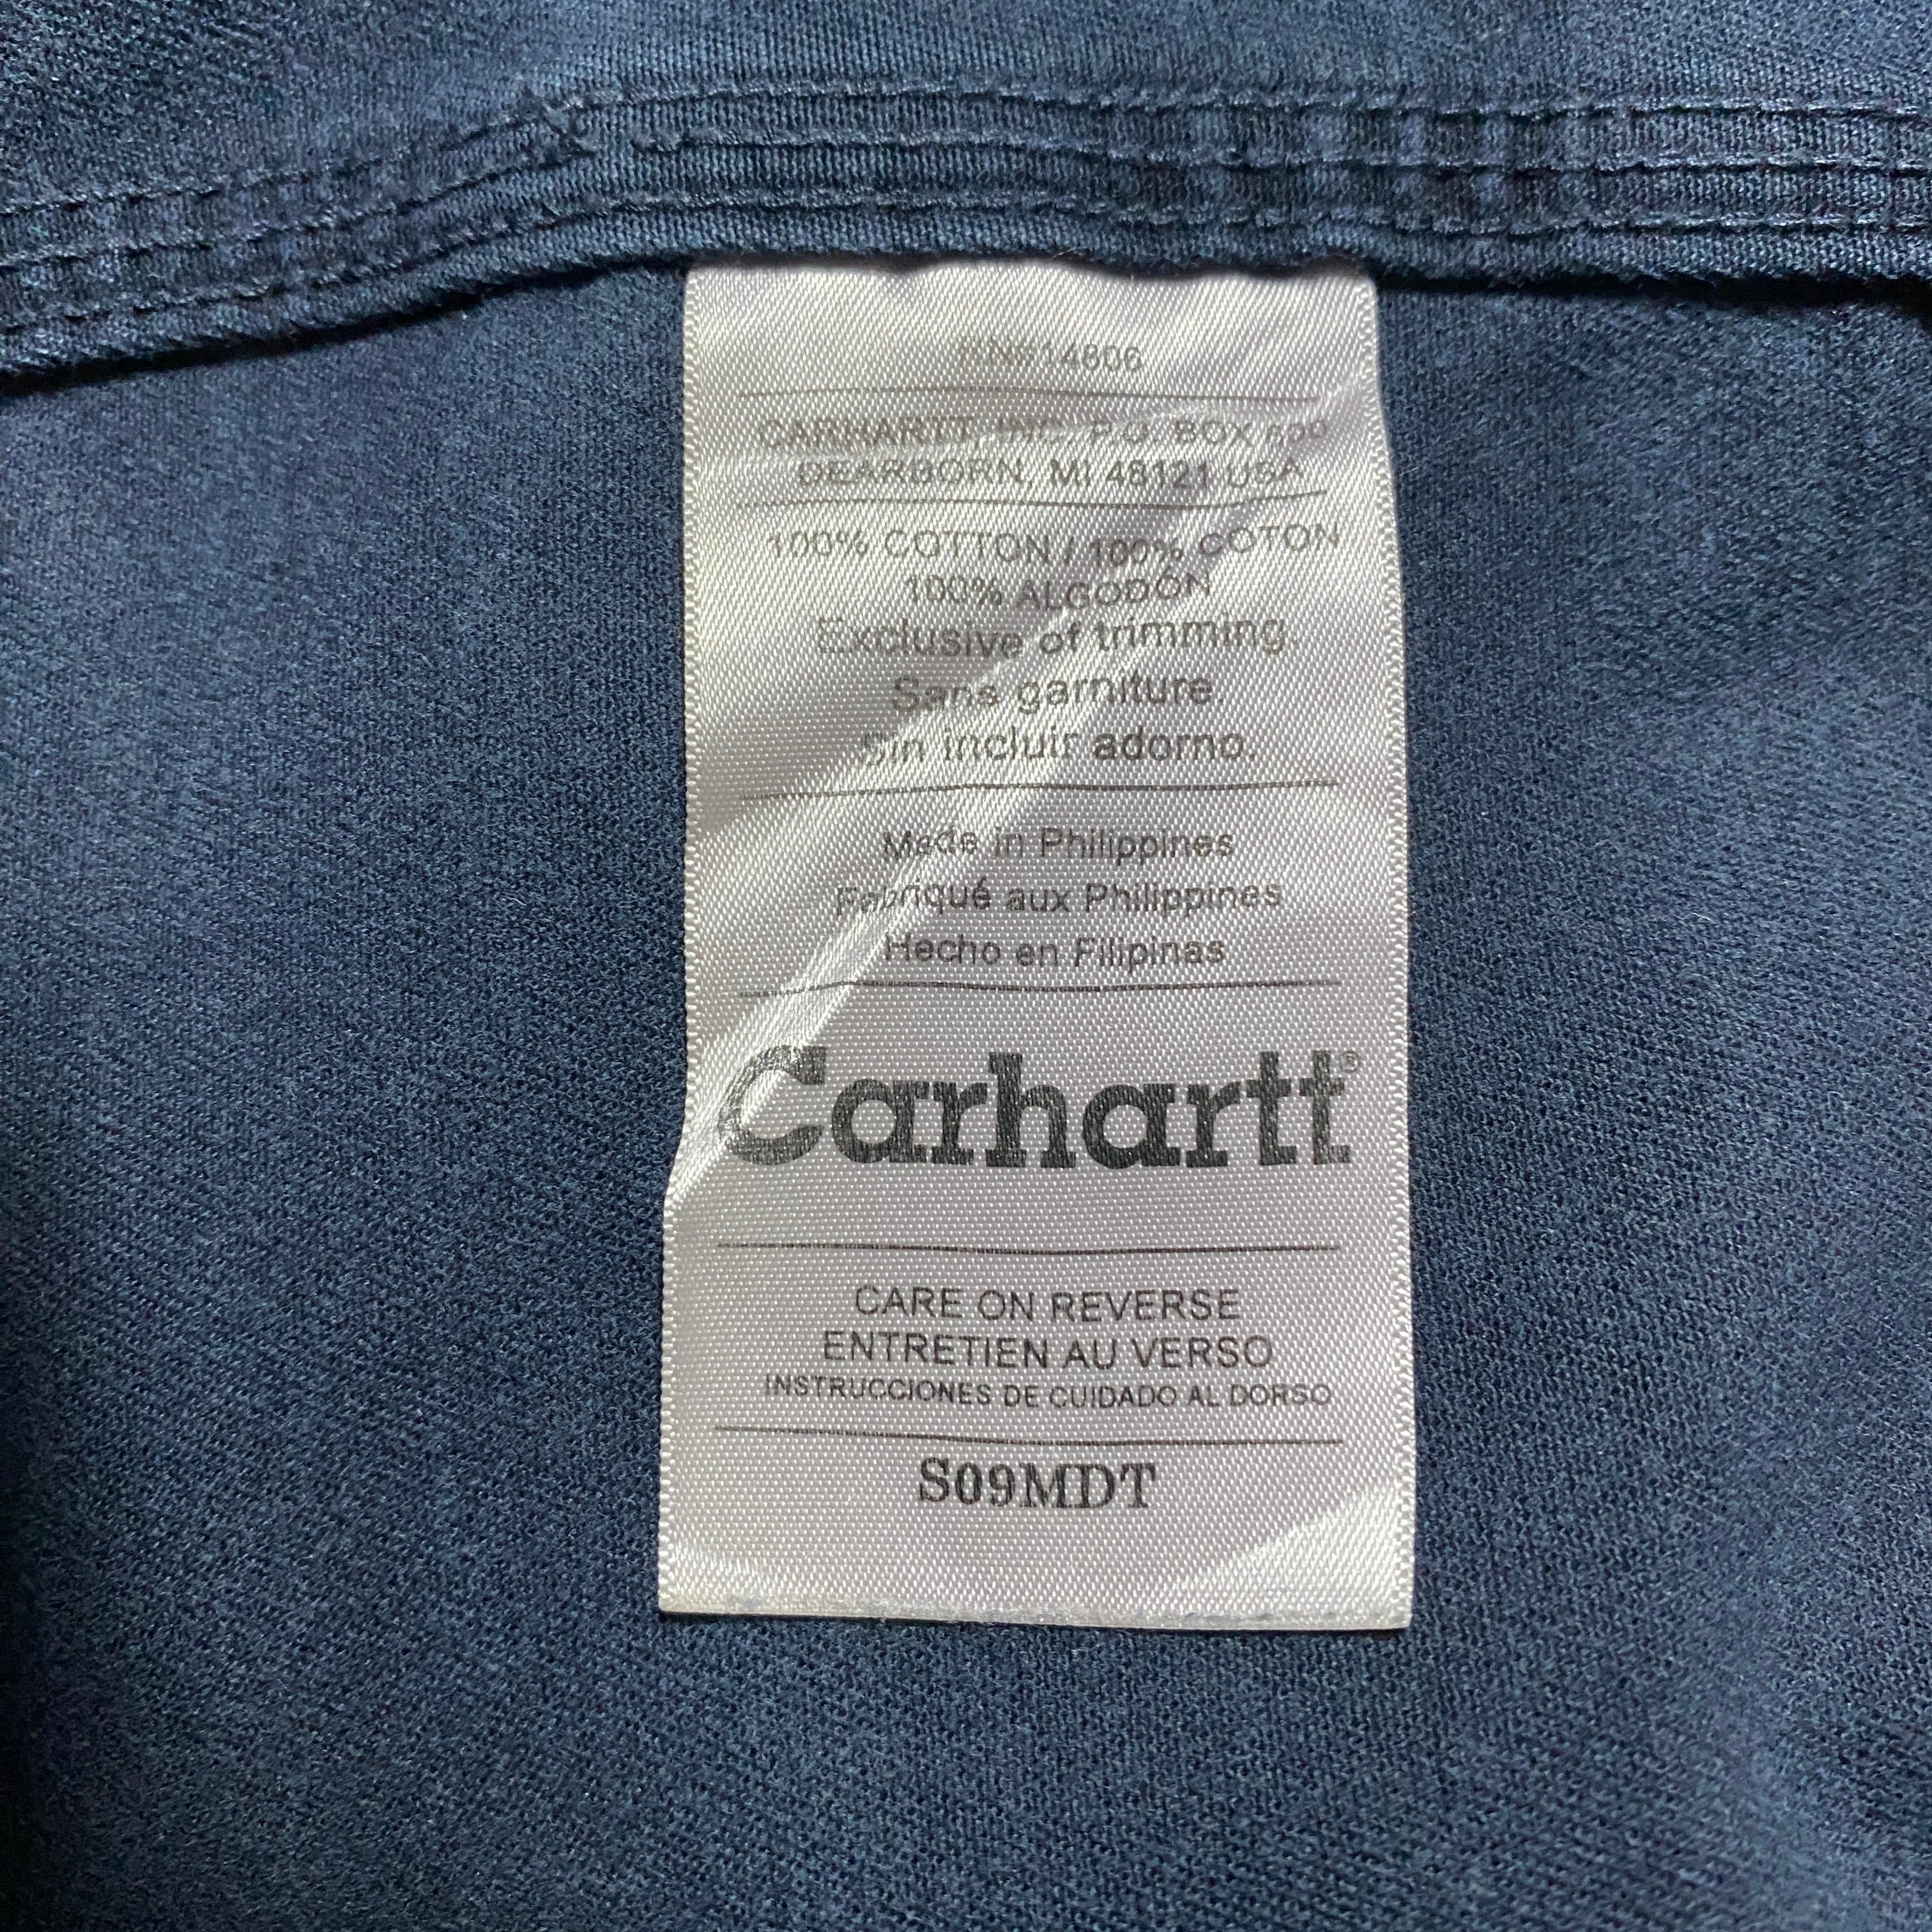 RN#14806
CARHARTT, INC. P.O. BOX 600
DEARBORN, MI 48121 USA
100% COTTON / 100% COTON
100% ALGODÓN
Exclusive of trimming.
Sans garniture.
Sin incluir adorno.
Made in Philippines
Fabriqué aux Philippines
Hecho en Filipinas
Carhartt®
CARE ON REVERSE
ENTRETIEN AU VERSO
INSTRUCCIONES DE CUIDADO AL DORSO
S09MDT